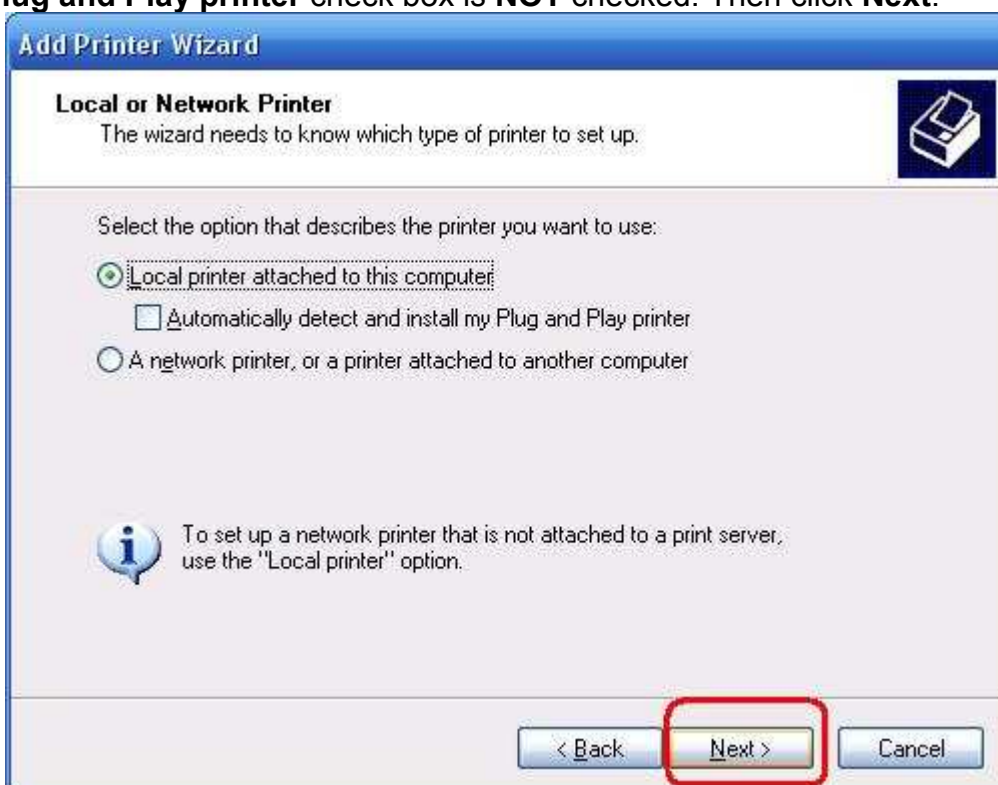 lug and Play printer check box is NOT checked. Then click Next.
Add Printer Wizard
Local or Network Printer
The wizard needs to know which type of printer to set up.
Select the option that describes the printer you want to use:
Local printer attached to this computer
Automatically detect and install my Plug and Play printer
A network printer, or a printer attached to another computer
To set up a network printer that is not attached to a print server,
use the "Local printer" option.
< Back Next > Cancel